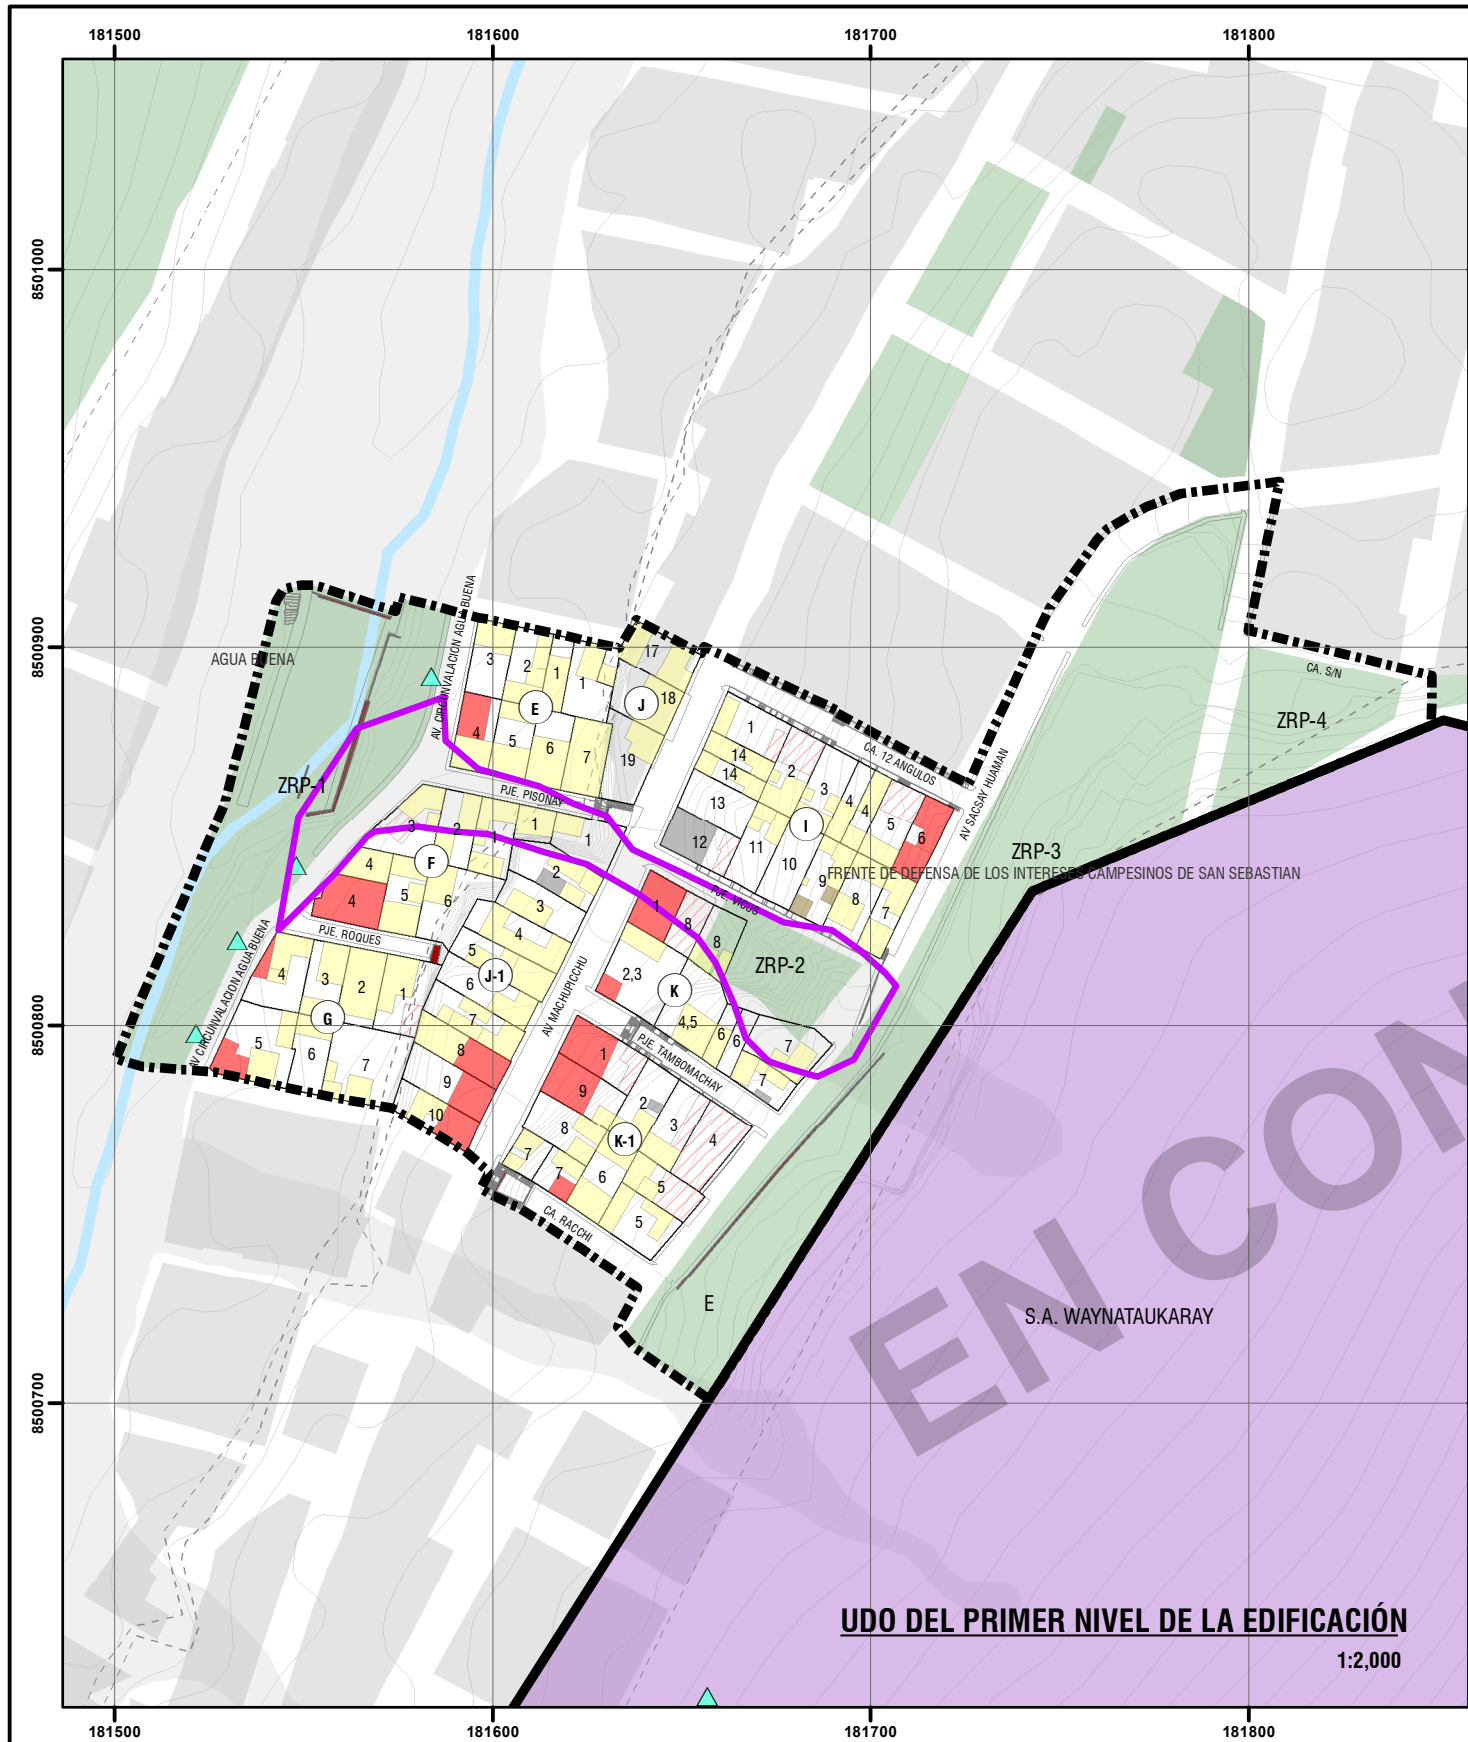 181500
181600
181700
181800
8501000
8500900
8500800
8500700
AGUA BUENA
AV. CIRCUNVALACION AGUA BUENA
3
2
1
1
E
4
5
6
7
17
18
J
19
CA. S/N
ZRP-4
ZRP-1
PJE. PISONAY
1
14
14
2
3
4
4
5
6
CA. 12 ANGULOS
AV SACSAY HUAMAN
13
12
11
10
I
9
8
7
ZRP-3
FRENTE DE DEFENSA DE LOS INTERESES CAMPESINOS DE SAN SEBASTIAN
3
2
1
1
1
4
F
4
5
6
PJE. ROQUES
2
3
4
5
J-1
6
7
8
9
10
PJE. VICUS
1
8
8
2,3
K
4,5
6
6
7
7
ZRP-2
AV CIRCUNVALACION AGUA BUENA
4
3
2
1
G
5
6
7
AV MACHUPICCHU
PJE. TAMBOMACHAY
1
9
2
3
4
8
K-1
7
7
6
5
5
CA. RACCHI
E
EN CON
S.A. WAYNATAUKARAY
UDO DEL PRIMER NIVEL DE LA EDIFICACIÓN
1:2,000
181500
181600
181700
181800